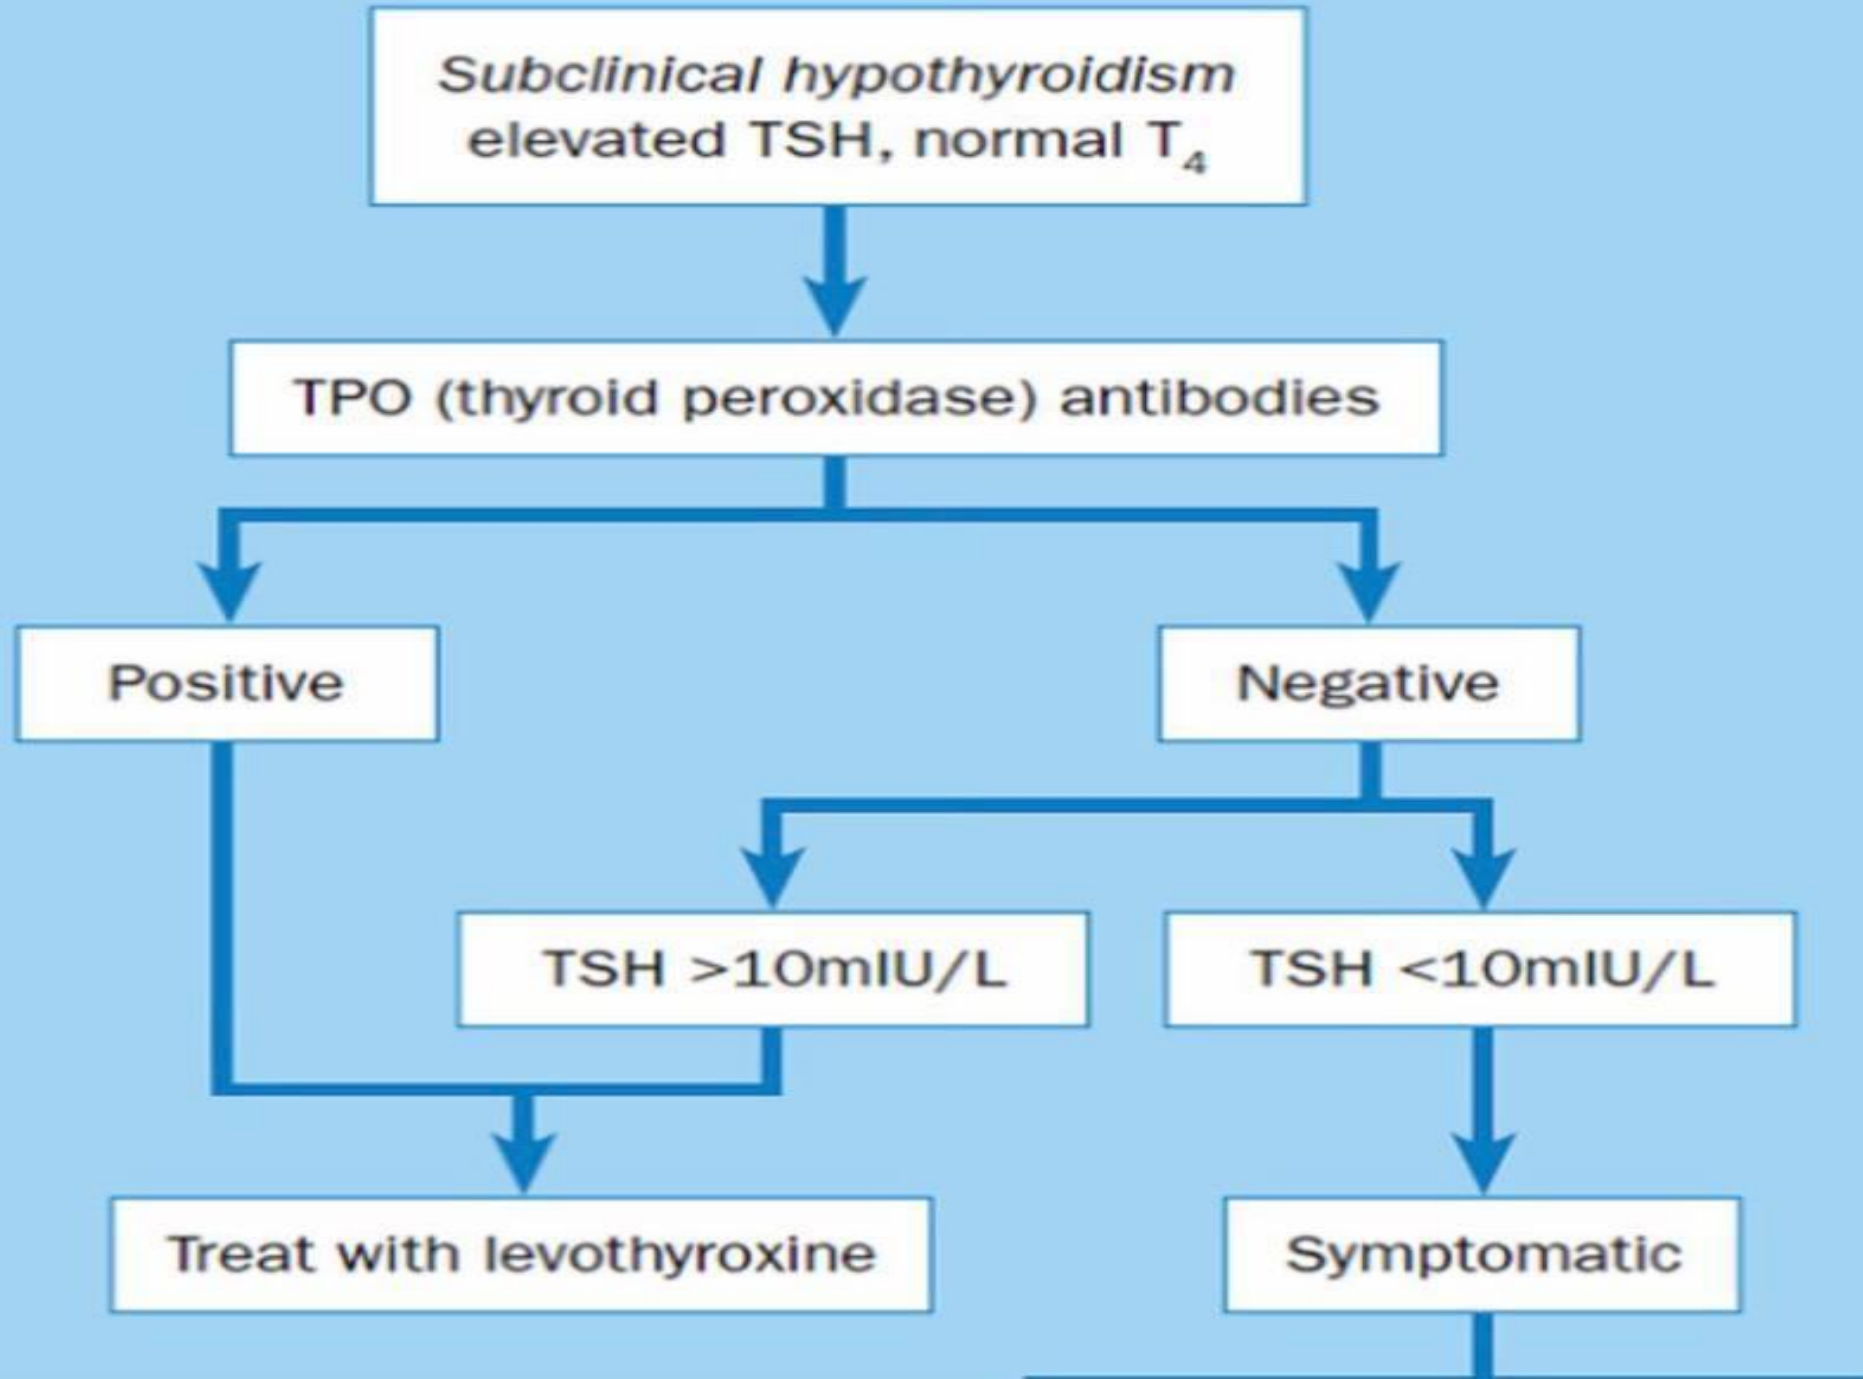 Subclinical hypothyroidism
elevated TSH, normal T₄
TPO (thyroid peroxidase) antibodies
Positive
Negative
TSH >10mIU/L
TSH <10mIU/L
Treat with levothyroxine
Symptomatic